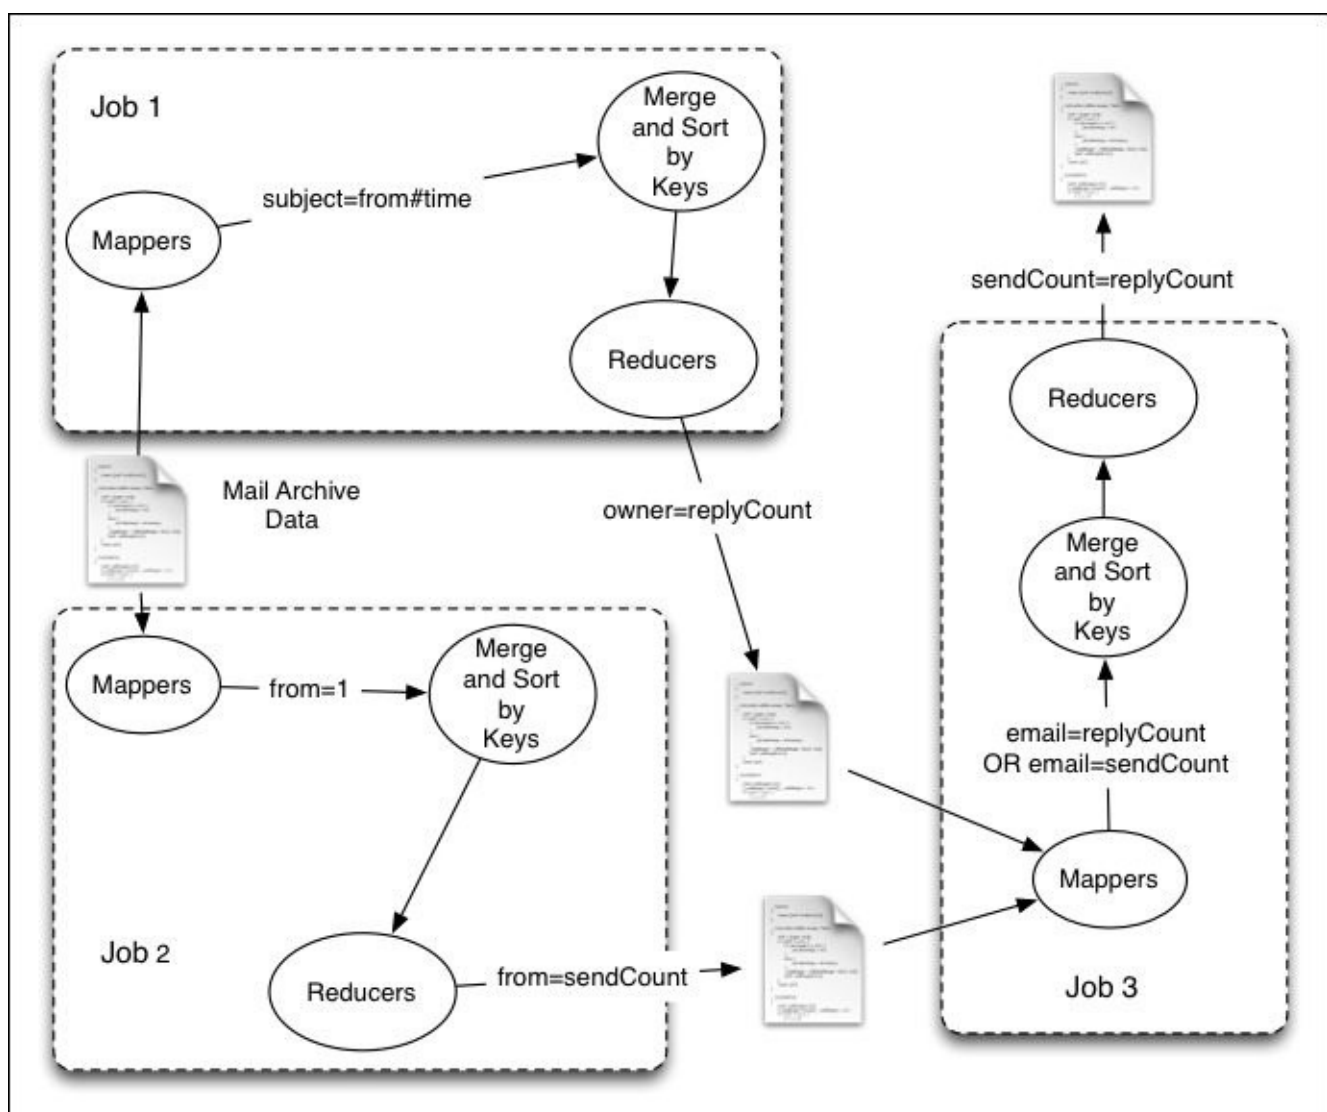 Job 1
Merge
and Sort
by
Keys
subject=from#time
Mappers
Reducers
sendCount=replyCount
Reducers
Mail Archive
Data
owner=replyCount
Merge
and Sort
by
Keys
Mappers
from=1
Merge
and Sort
by
Keys
email=replyCount
OR email=sendCount
Mappers
Job 2
Reducers
from=sendCount
Job 3